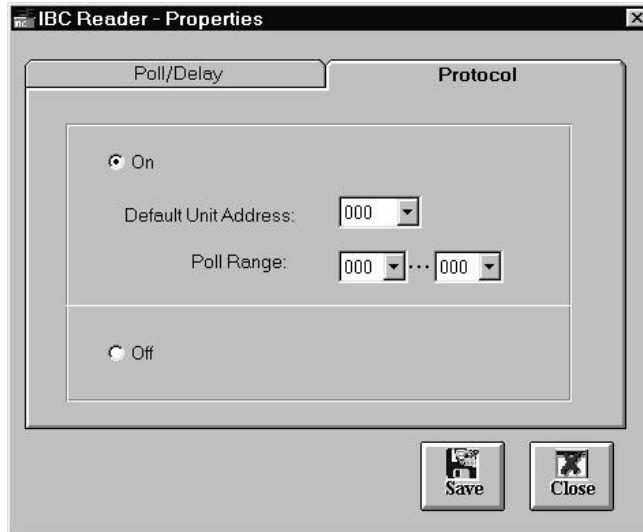 IBC Reader - Properties
Poll/Delay
Protocol
On
Default Unit Address: 000
Poll Range: 000 ... 000
Off
Save
Close